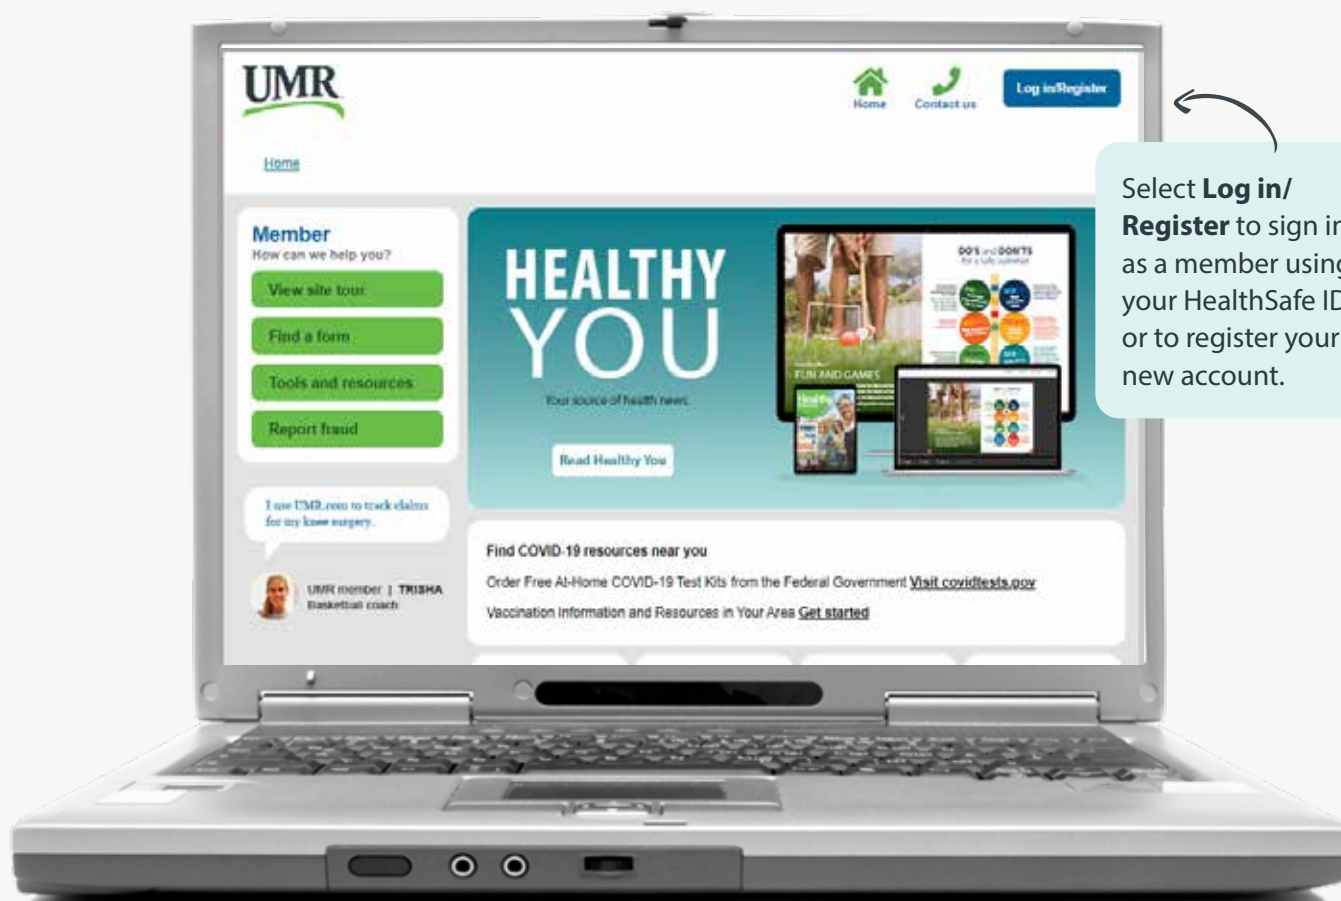 UMR
Home
Contact us
Log in/Register
Home
Select Log in/
Register to sign in
as a member using
your HealthSafe ID
or to register your
new account.
Member
How can we help you?
View site tour
Find a form
Tools and resources
Report fraud
HEALTHY
YOU
Your source of health news.
Read Healthy You
DO'S and DON'TS
for a safe summer
FUN AND GAMES
Healthy
I use UMR.com to track claims
for my knee surgery.
UMR member | TRISHA
Basketball coach
Find COVID-19 resources near you
Order Free At-Home COVID-19 Test Kits from the Federal Government Visit covidtests.gov
Vaccination Information and Resources in Your Area Get started